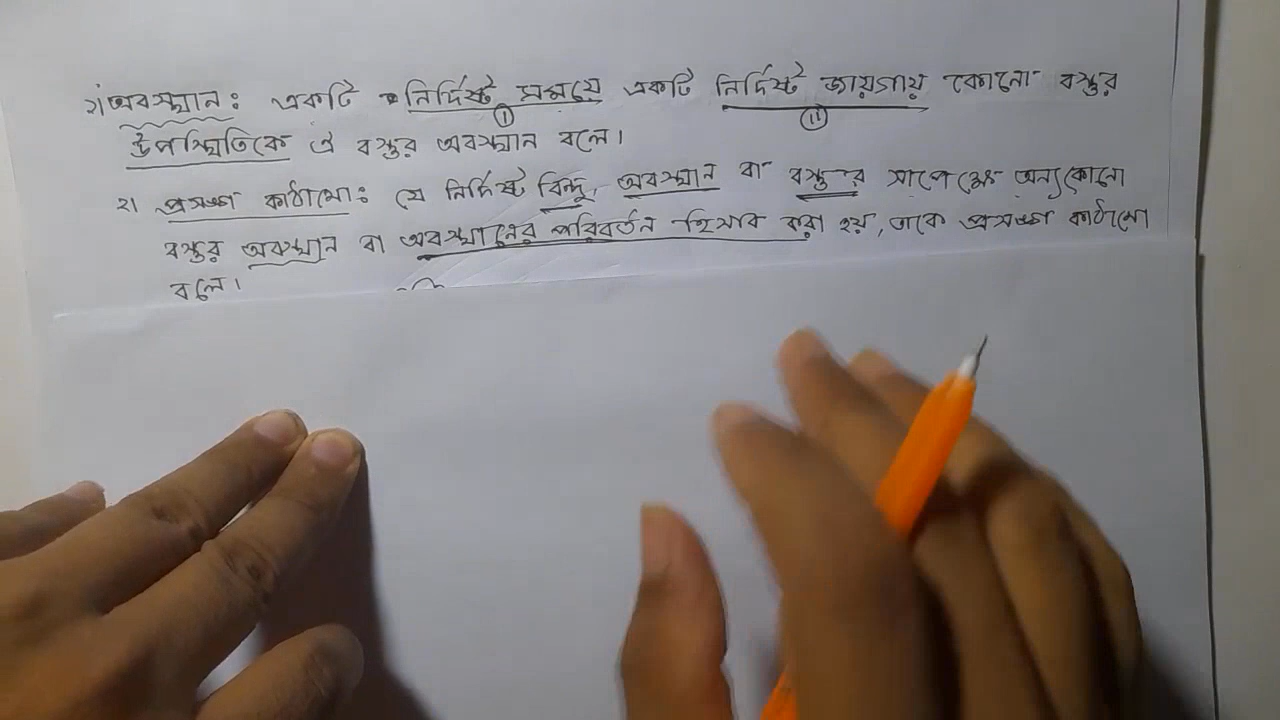 ১) অবস্থান: একটি নির্দিষ্ট সময়ে একটি নির্দিষ্ট জায়গায় কোনো বস্তুর
i ii
উপস্থিতিকে ঐ বস্তুর অবস্থান বলে।
২। প্রসঙ্গ কাঠামো: যে নির্দিষ্ট বিন্দু, অবস্থান বা বস্তুর সাপেক্ষে অন্যকোনো
বস্তুর অবস্থান বা অবস্থানের পরিবর্তন হিসাব করা হয়, তাকে প্রসঙ্গ কাঠামো
বলে।